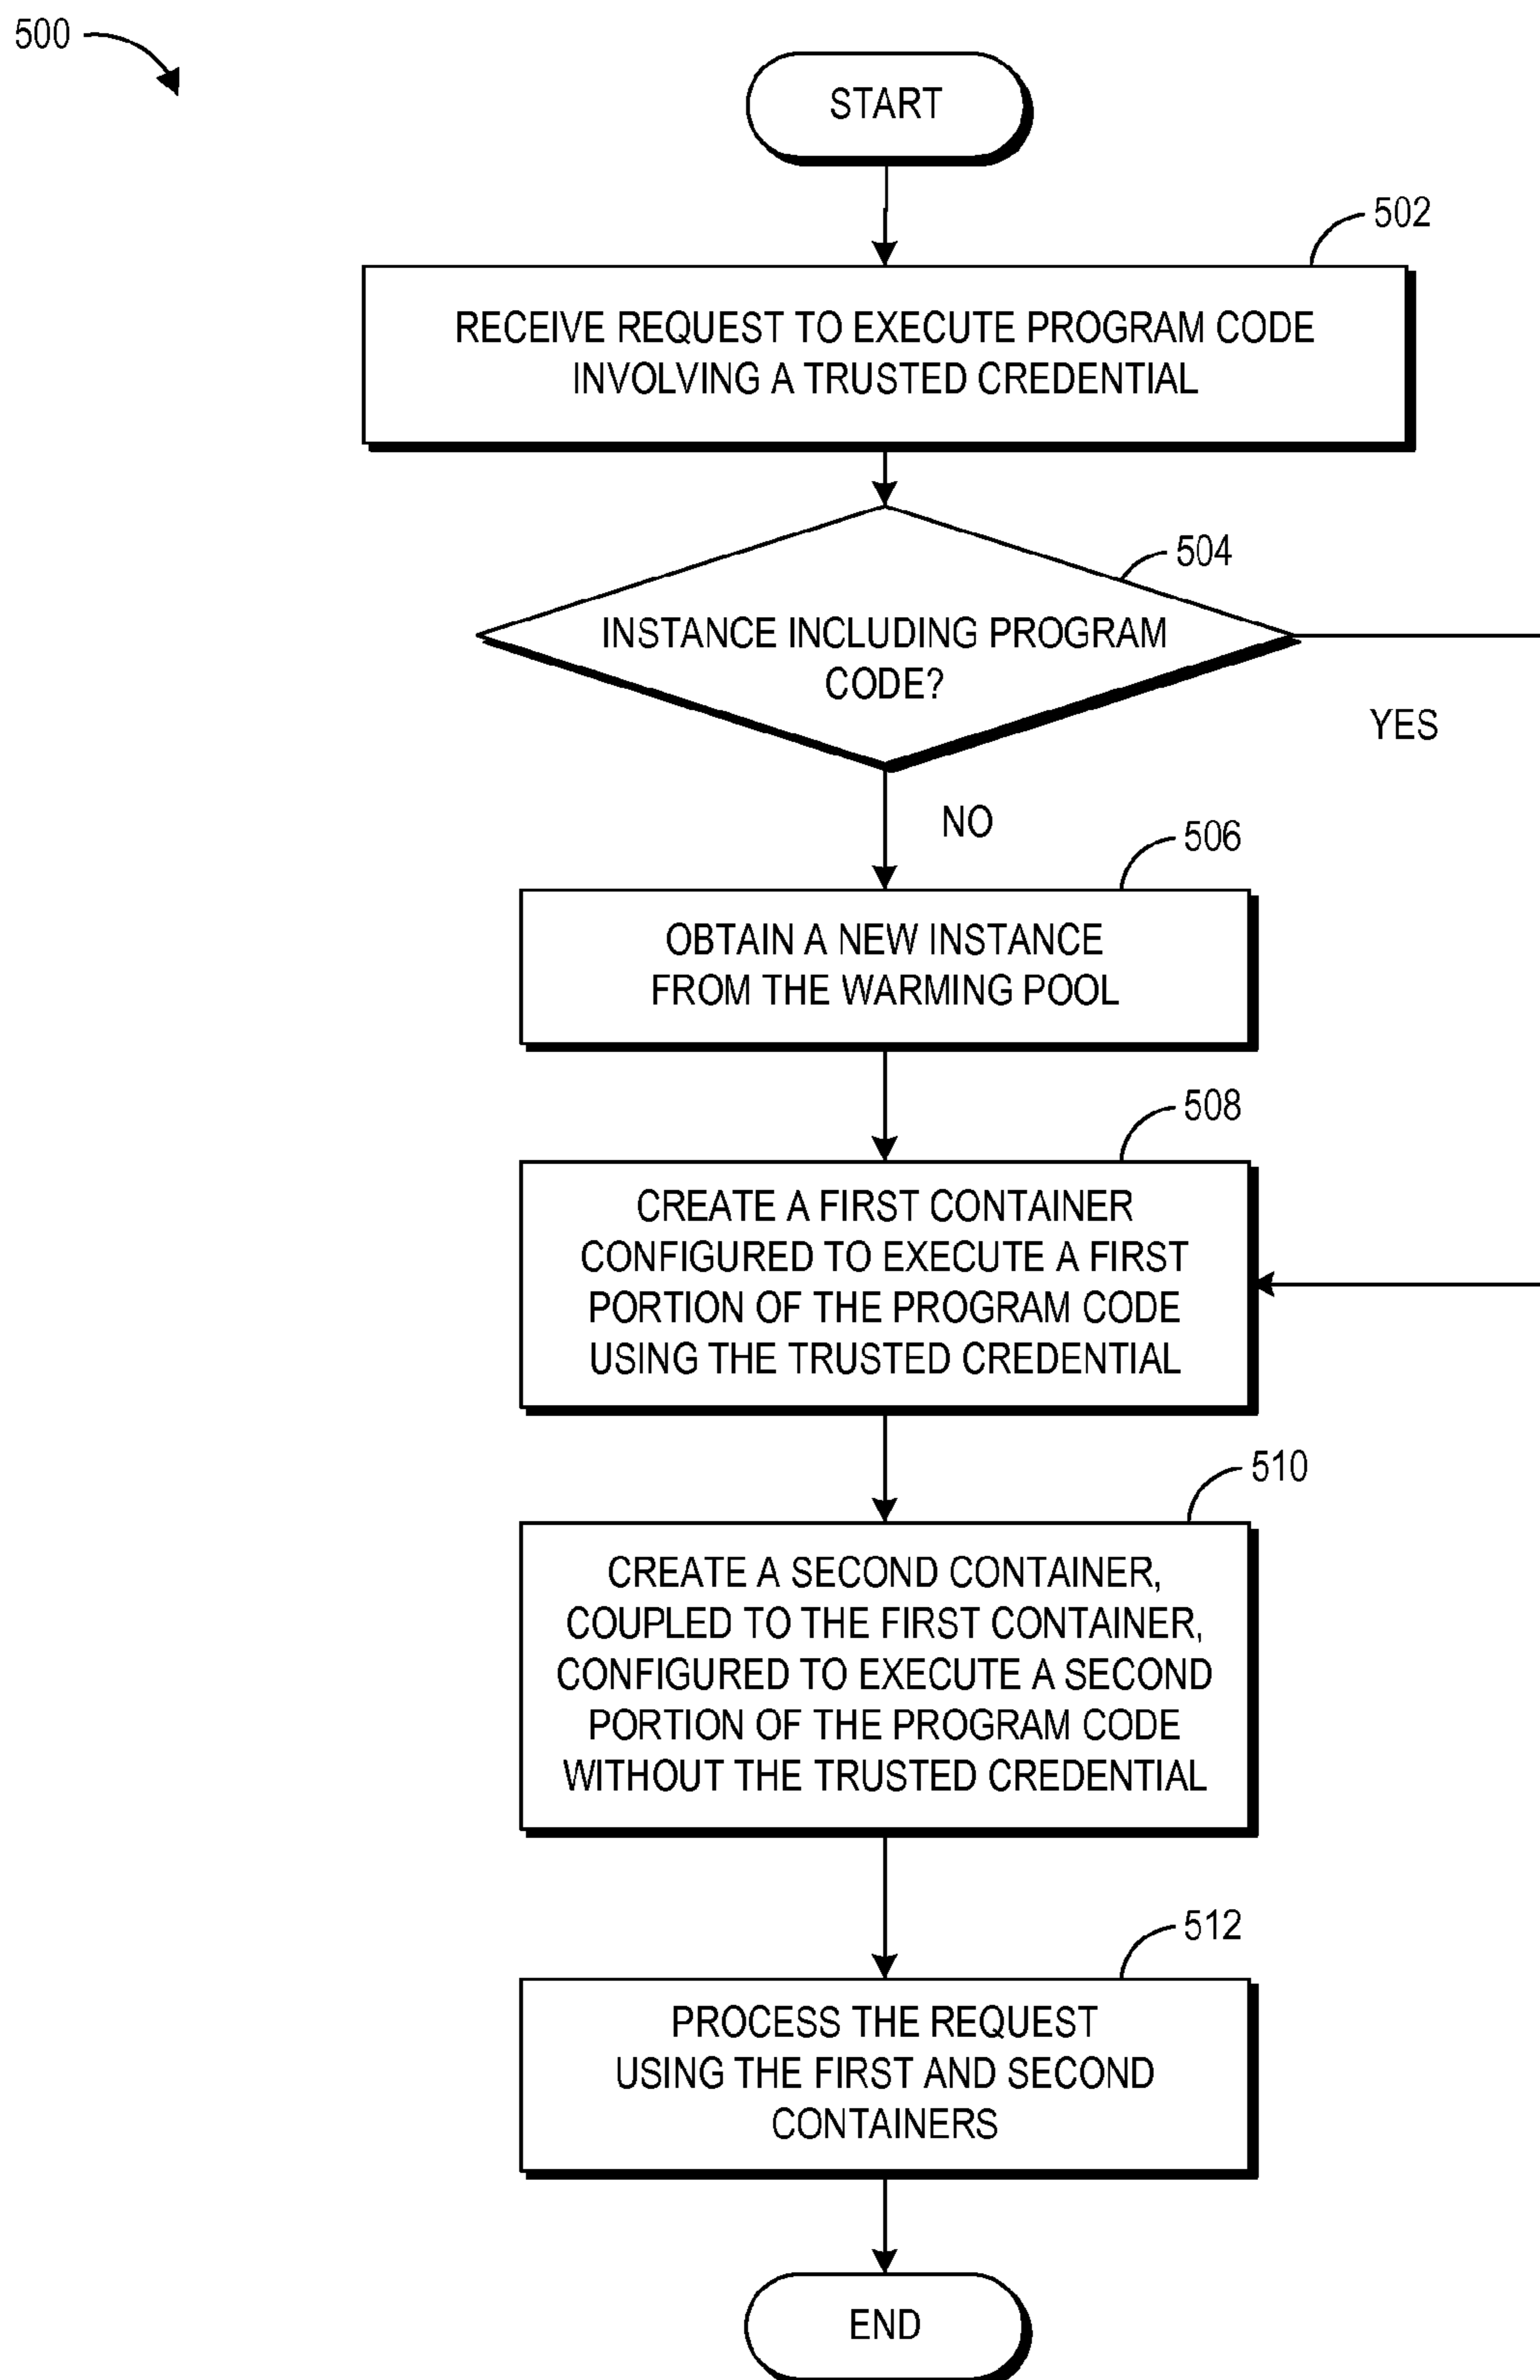 500
START
502
RECEIVE REQUEST TO EXECUTE PROGRAM CODE
INVOLVING A TRUSTED CREDENTIAL
504
INSTANCE INCLUDING PROGRAM
CODE?
YES
NO
506
OBTAIN A NEW INSTANCE
FROM THE WARMING POOL
508
CREATE A FIRST CONTAINER
CONFIGURED TO EXECUTE A FIRST
PORTION OF THE PROGRAM CODE
USING THE TRUSTED CREDENTIAL
510
CREATE A SECOND CONTAINER,
COUPLED TO THE FIRST CONTAINER,
CONFIGURED TO EXECUTE A SECOND
PORTION OF THE PROGRAM CODE
WITHOUT THE TRUSTED CREDENTIAL
512
PROCESS THE REQUEST
USING THE FIRST AND SECOND
CONTAINERS
END